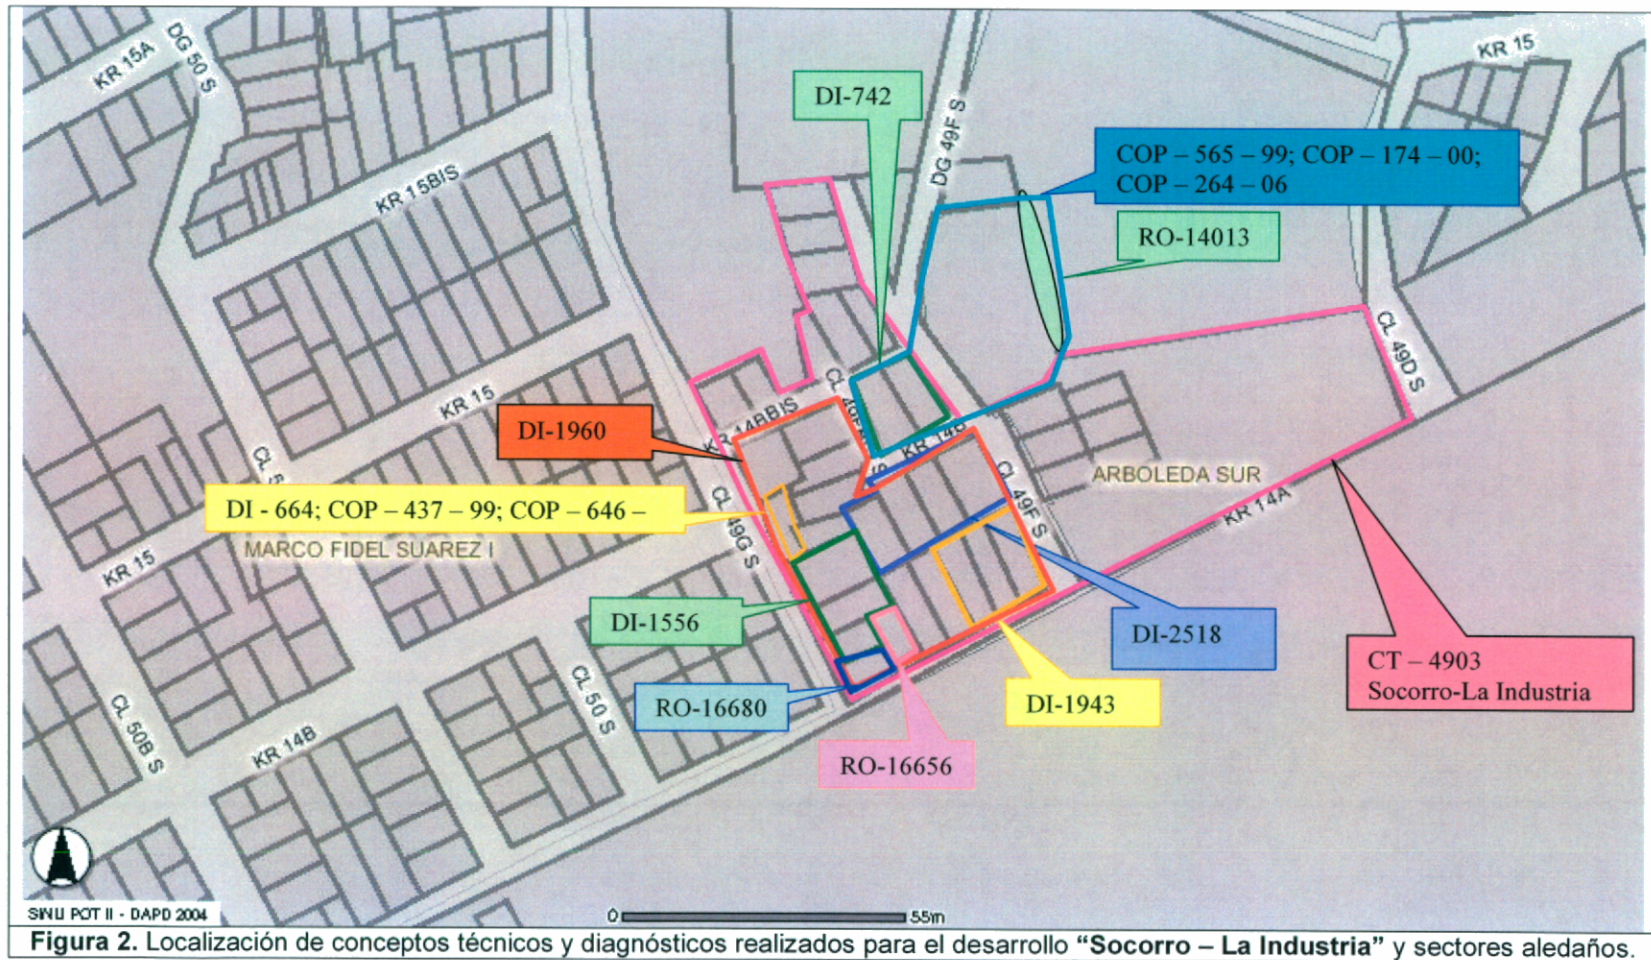 KR 15A
DG 50 S
KR 15
DI-742
DG 49F S
COP – 565 – 99; COP – 174 – 00;
COP – 264 – 06
KR 15BIS
RO-14013
CL 49D S
KR 15
CL 49F
DI-1960
KR 14BBIS
KR 14B
ARBOLEDA SUR
DI - 664; COP – 437 – 99; COP – 646 –
CL 49G S
CL 49F S
KR 14A
MARCO FIDEL SUAREZ I
KR 15
DI-1556
DI-2518
CT – 4903
Socorro-La Industria
RO-16680
DI-1943
CL 50 S
CL 50B S
KR 14B
RO-16656
SINU POT II - DAPD 2004
0
55m
Figura 2. Localización de conceptos técnicos y diagnósticos realizados para el desarrollo “Socorro – La Industria” y sectores aledaños.